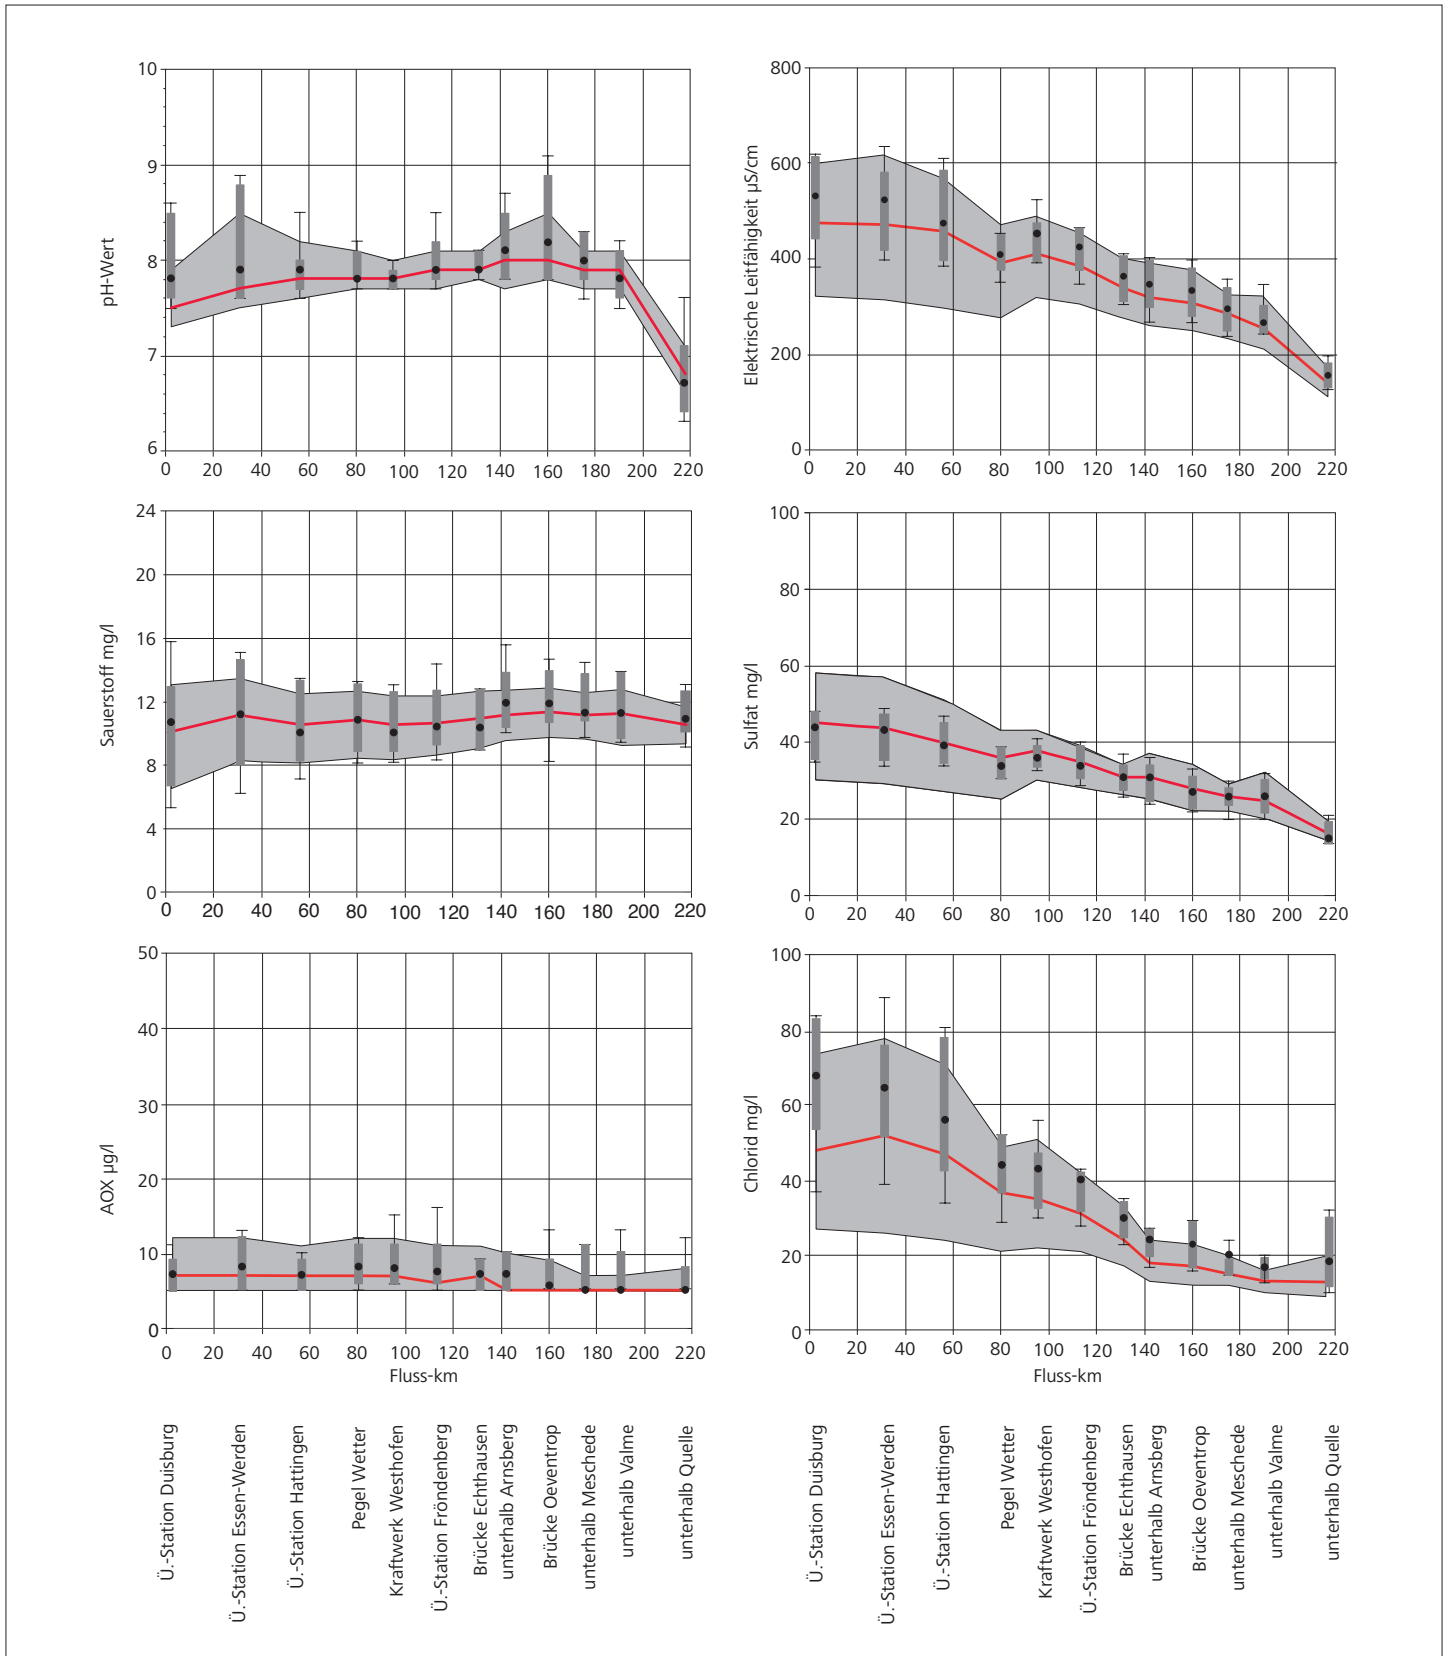 pH-Wert
10
9
8
7
6
0 20 40 60 80 100 120 140 160 180 200 220
Elektrische Leitfähigkeit µS/cm
800
600
400
200
0
0 20 40 60 80 100 120 140 160 180 200 220
Sauerstoff mg/l
24
20
16
12
8
4
0
0 20 40 60 80 100 120 140 160 180 200 220
Sulfat mg/l
100
80
60
40
20
0
0 20 40 60 80 100 120 140 160 180 200 220
AOX µg/l
50
40
30
20
10
0
0 20 40 60 80 100 120 140 160 180 200 220
Fluss-km
Chlorid mg/l
100
80
60
40
20
0
0 20 40 60 80 100 120 140 160 180 200 220
Fluss-km
Ü.-Station Duisburg
Ü.-Station Essen-Werden
Ü.-Station Hattingen
Pegel Wetter
Kraftwerk Westhofen
Ü.-Station Fröndenberg
Brücke Echthausen
unterhalb Arnsberg
Brücke Oeventrop
unterhalb Meschede
unterhalb Valme
unterhalb Quelle
Ü.-Station Duisburg
Ü.-Station Essen-Werden
Ü.-Station Hattingen
Pegel Wetter
Kraftwerk Westhofen
Ü.-Station Fröndenberg
Brücke Echthausen
unterhalb Arnsberg
Brücke Oeventrop
unterhalb Meschede
unterhalb Valme
unterhalb Quelle